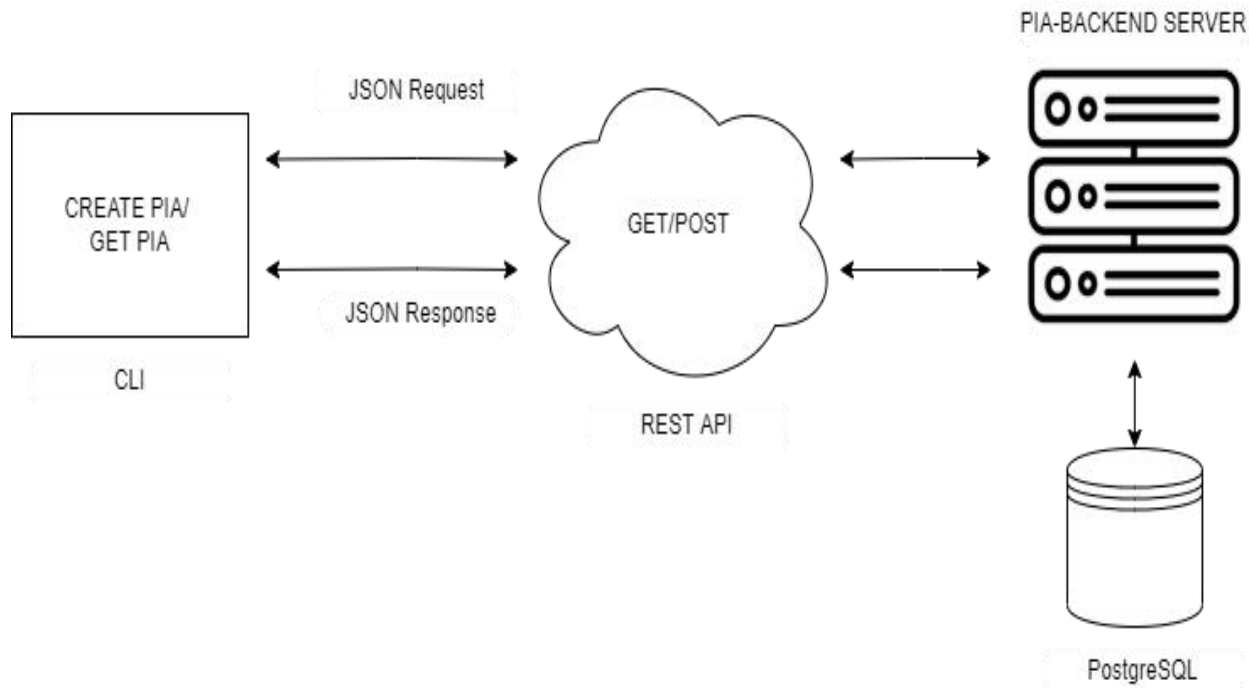 PIA-BACKEND SERVER
JSON Request
CREATE PIA/
GET PIA
GET/POST
JSON Response
CLI
REST API
PostgreSQL